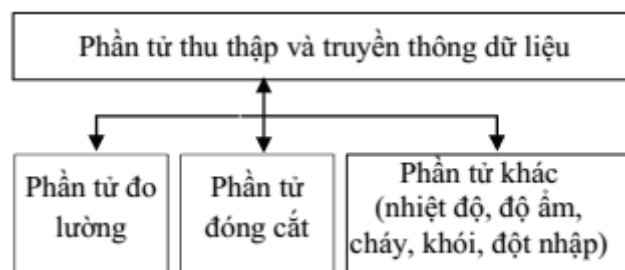 Phần tử thu thập và truyền thông dữ liệu
Phần tử đo
lường
Phần tử
đóng cắt
Phần tử khác
(nhiệt độ, độ ẩm,
cháy, khói, đột nhập)